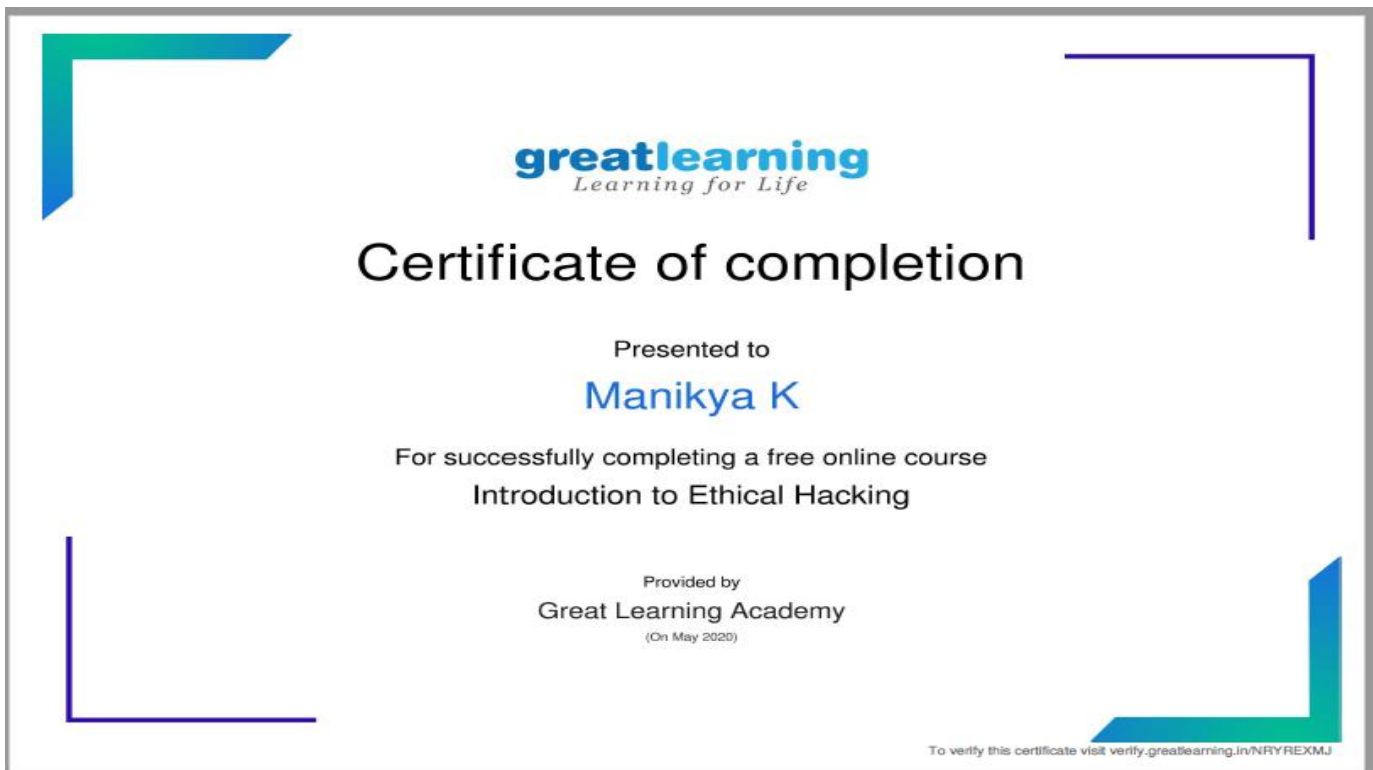 greatlearning
Learning for Life
Certificate of completion
Presented to
Manikya K
For successfully completing a free online course
Introduction to Ethical Hacking
Provided by
Great Learning Academy
(On May 2020)
To verify this certificate visit verify.greatlearning.in/NRYREXMJ